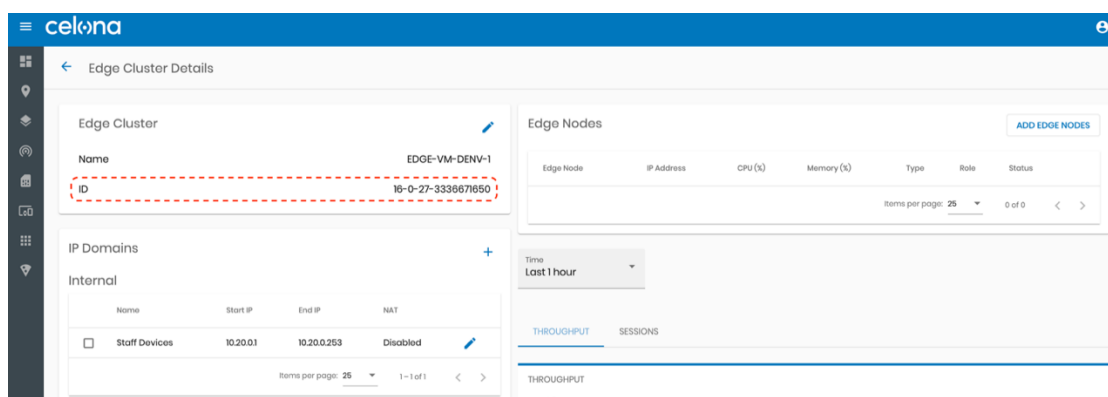 celona
Edge Cluster Details
Edge Cluster
Name EDGE-VM-DENV-1
ID 16-0-27-3336671650
IP Domains
Internal
Name Start IP End IP NAT
Staff Devices 10.20.0.1 10.20.0.253 Disabled
Items per page: 25 1-1 of 1
Edge Nodes
ADD EDGE NODES
Edge Node IP Address CPU (%) Memory (%) Type Role Status
Items per page: 25 0 of 0
Time
Last 1 hour
THROUGHPUT SESSIONS
THROUGHPUT